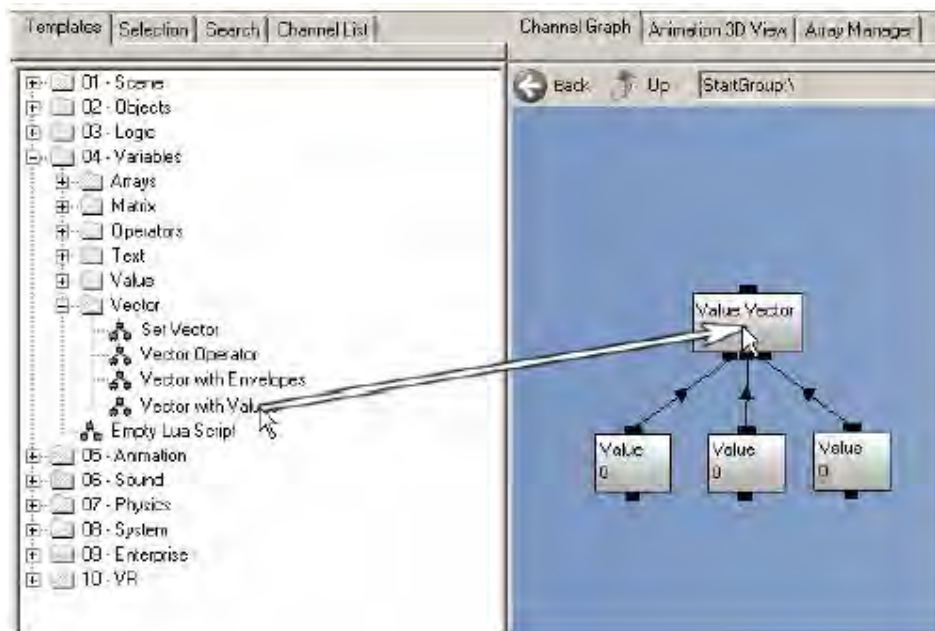 Templates Selection Search Channel List
01 - Scene
02 - Objects
03 - Logic
04 - Variables
Arrays
Matrix
Operators
Text
Value
Vector
Set Vector
Vector Operator
Vector with Envelopes
Vector with Valu
Empty Lua Script
05 - Animation
06 - Sound
07 - Physics
08 - System
09 - Enterprise
10 - VR
Channel Graph Animation 3D View Array Manager
Back Up StartGroup:\
Value Vector
Value
0
Value
0
Value
0